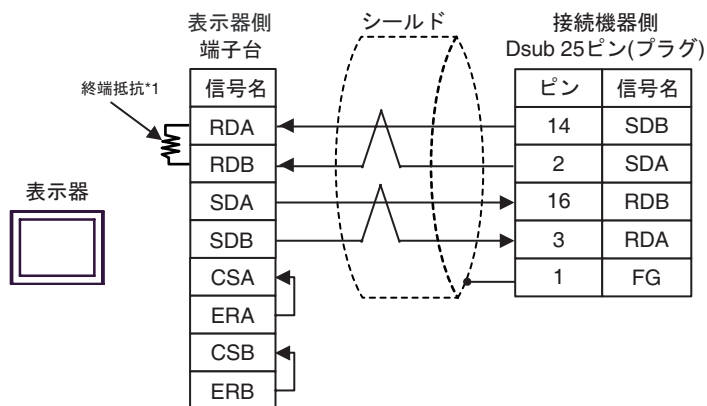 表示器側
端子台
シールド
接続機器側
Dsub 25ピン(プラグ)
終端抵抗*1
表示器
信号名
RDA
RDB
SDA
SDB
CSA
ERA
CSB
ERB
ピン 信号名
14 SDB
2 SDA
16 RDB
3 RDA
1 FG